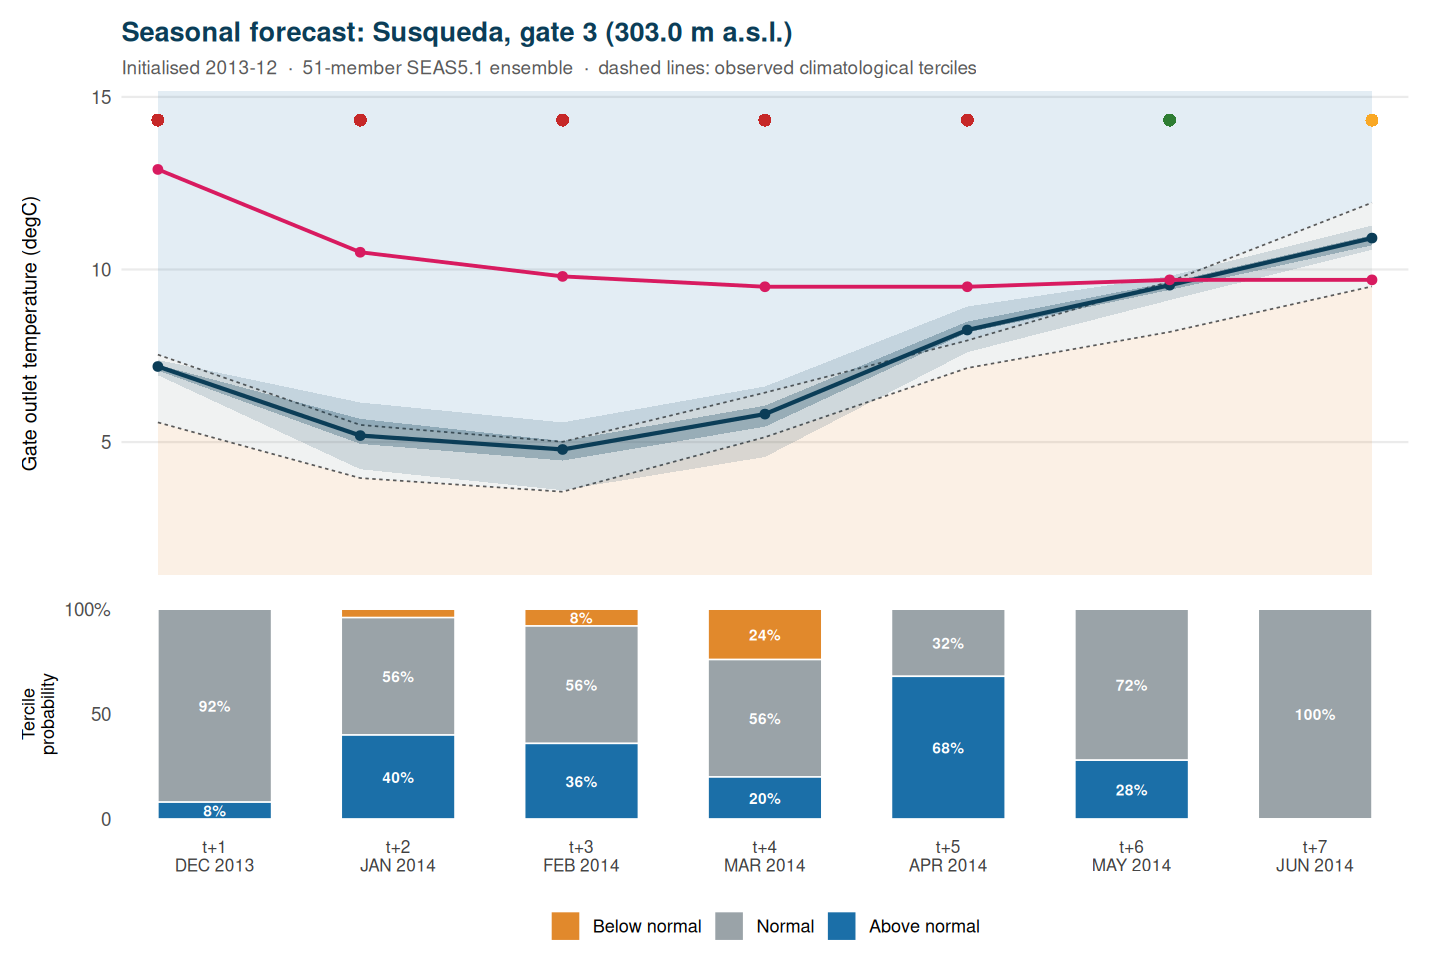 Seasonal forecast: Susqueda, gate 3 (303.0 m a.s.l.)
Initialised 2013-12 · 51-member SEAS5.1 ensemble · dashed lines: observed climatological terciles
Gate outlet temperature (degC)
15
10
5
Tercile
probability
100%
50
0
92%
8%
56%
40%
8%
56%
36%
24%
56%
20%
32%
68%
72%
28%
100%
t+1
DEC 2013
t+2
JAN 2014
t+3
FEB 2014
t+4
MAR 2014
t+5
APR 2014
t+6
MAY 2014
t+7
JUN 2014
Below normal
Normal
Above normal